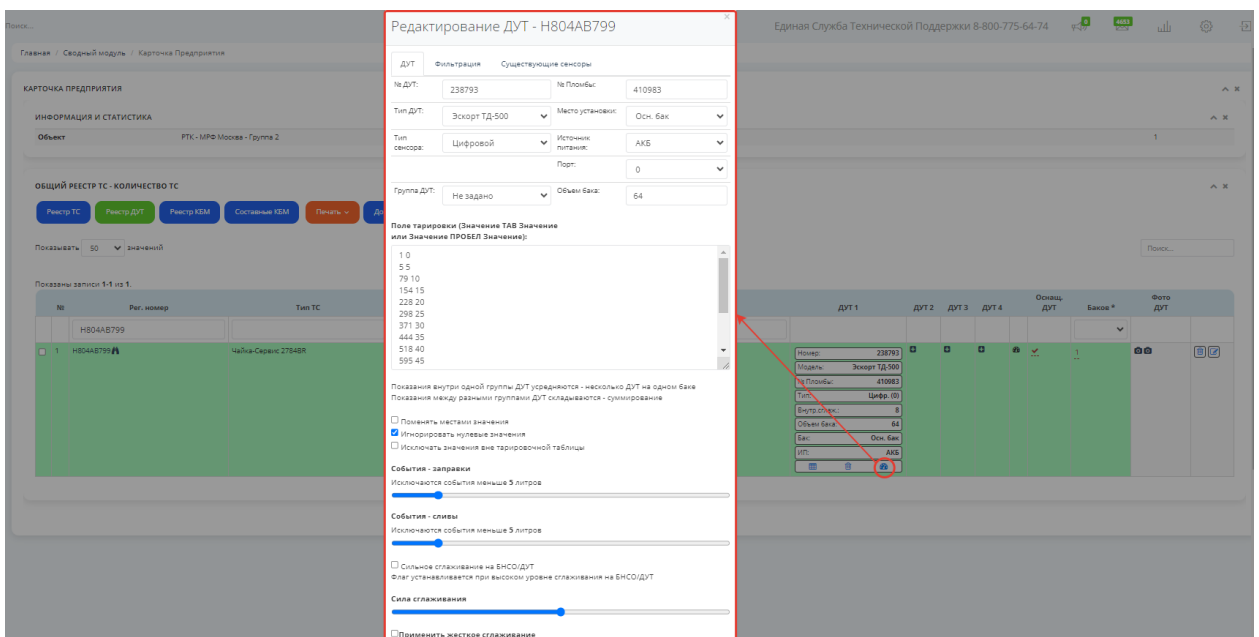 Поиск...
Единая Служба Технической Поддержки 8-800-775-64-74
0
4693
Главная / Сводный модуль / Карточка Предприятия
КАРТОЧКА ПРЕДПРИЯТИЯ
ИНФОРМАЦИЯ И СТАТИСТИКА
Объект РТК - МРФ Москва - Группа 2 1
ОБЩИЙ РЕЕСТР ТС - КОЛИЧЕСТВО ТС
Реестр ТС Реестр ДУТ Реестр КБМ Составные КБМ Печать До
Показывать 50 значений
Поиск...
Показаны записи 1-1 из 1.
№ Рег. номер Тип ТС ДУТ 1 ДУТ 2 ДУТ 3 ДУТ 4 Оснащ. ДУТ Баков * Фото ДУТ
Н804АВ799
1 Н804АВ799 Чайка-Сервис 2784BR 1
Номер: 238793
Модель: Эскорт ТД-500
№ Пломбы: 410983
Тип: Цифр. (0)
Внутр.сглаж.: 8
Объем бака: 64
Бак: Осн. бак
ИП: АКБ
Редактирование ДУТ - Н804АВ799
×
ДУТ Фильтрация Существующие сенсоры
№ ДУТ: 238793 № Пломбы: 410983
Тип ДУТ: Эскорт ТД-500 Место установки: Осн. бак
Тип сенсора: Цифровой Источник питания: АКБ
Порт: 0
Группа ДУТ: Не задано Объем бака: 64
Поле тарировки (Значение TAB Значение
или Значение ПРОБЕЛ Значение):
1 0
5 5
79 10
154 15
228 20
298 25
371 30
444 35
518 40
595 45
Показания внутри одной группы ДУТ усредняются - несколько ДУТ на одном баке
Показания между разными группами ДУТ складываются - суммирование
Поменять местами значения
Игнорировать нулевые значения
Исключать значения вне тарировочной таблицы
События - заправки
Исключаются события меньше 5 литров
События - сливы
Исключаются события меньше 5 литров
Сильное сглаживание на БНСО/ДУТ
Флаг устанавливается при высоком уровне сглаживания на БНСО/ДУТ
Сила сглаживания
Применить жесткое сглаживание